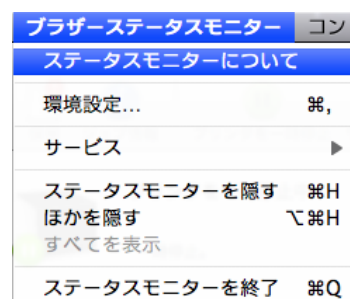 ブラザーステータスモニター コン
ステータスモニターについて
環境設定... ⌘,
サービス ▶
ステータスモニターを隠す ⌘H
ほかを隠す ⌥⌘H
すべてを表示
ステータスモニターを終了 ⌘Q